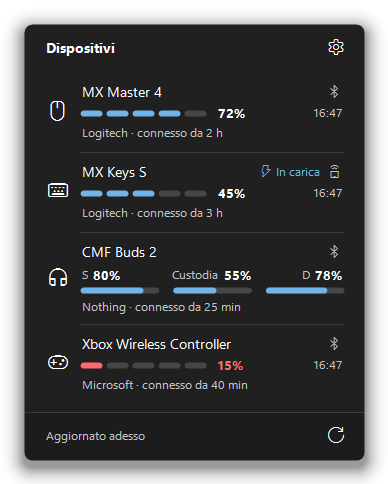 Dispositivi
MX Master 4
72% 16:47
Logitech · connesso da 2 h
MX Keys S In carica
45% 16:47
Logitech · connesso da 3 h
CMF Buds 2
S 80% Custodia 55% D 78%
Nothing · connesso da 25 min
Xbox Wireless Controller
15% 16:47
Microsoft · connesso da 40 min
Aggiornato adesso